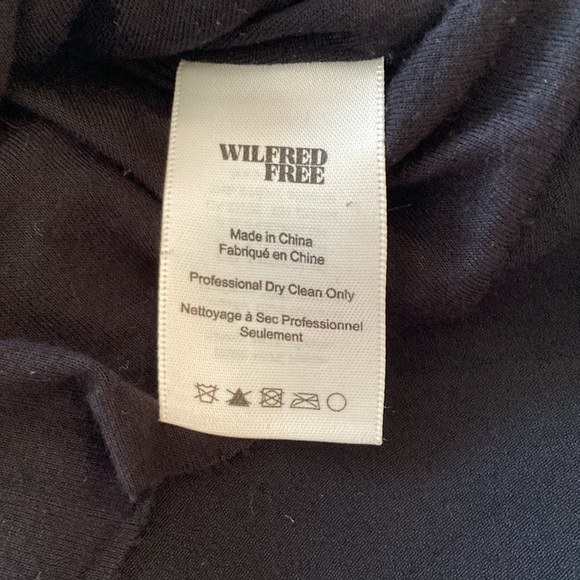 WILFRED
FREE
Made in China
Fabriqué en Chine
Professional Dry Clean Only
Nettoyage à Sec Professionnel
Seulement